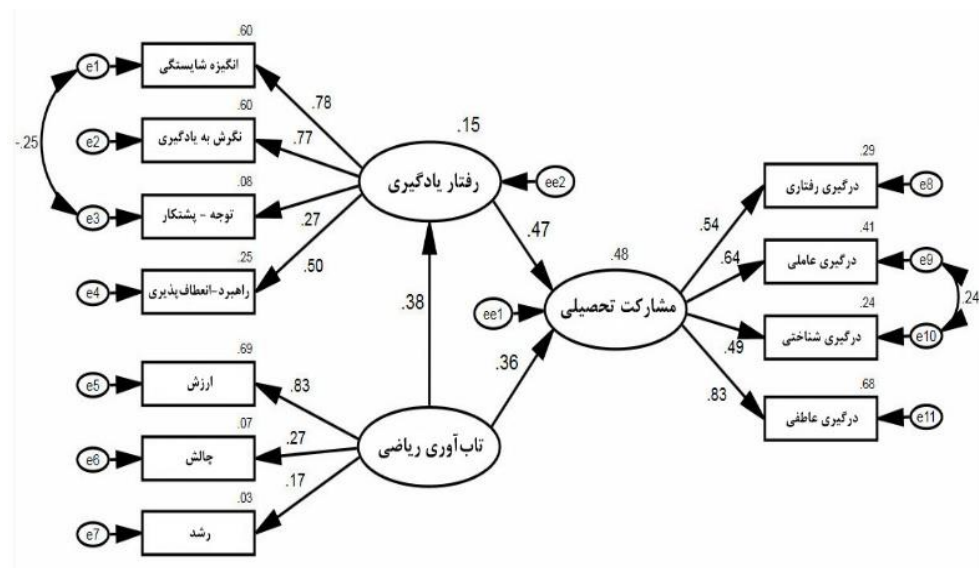 .60
e1
انگیزه شایستگی
.78
-.25
.60
e2
نگرش به یادگیری
.77
.08
e3
توجه - پشتکار
.27
.25
e4
راهبرد-انعطاف‌پذیری
.50
.15
رفتار یادگیری
ee2
.47
.38
.69
e5
ارزش
.83
.07
e6
چالش
.27
.03
e7
رشد
.17
تاب‌آوری ریاضی
.36
.48
مشارکت تحصیلی
ee1
.29
درگیری رفتاری
e8
.54
.41
درگیری عاملی
e9
.64
.24
درگیری شناختی
e10
.49
.24
.68
درگیری عاطفی
e11
.83